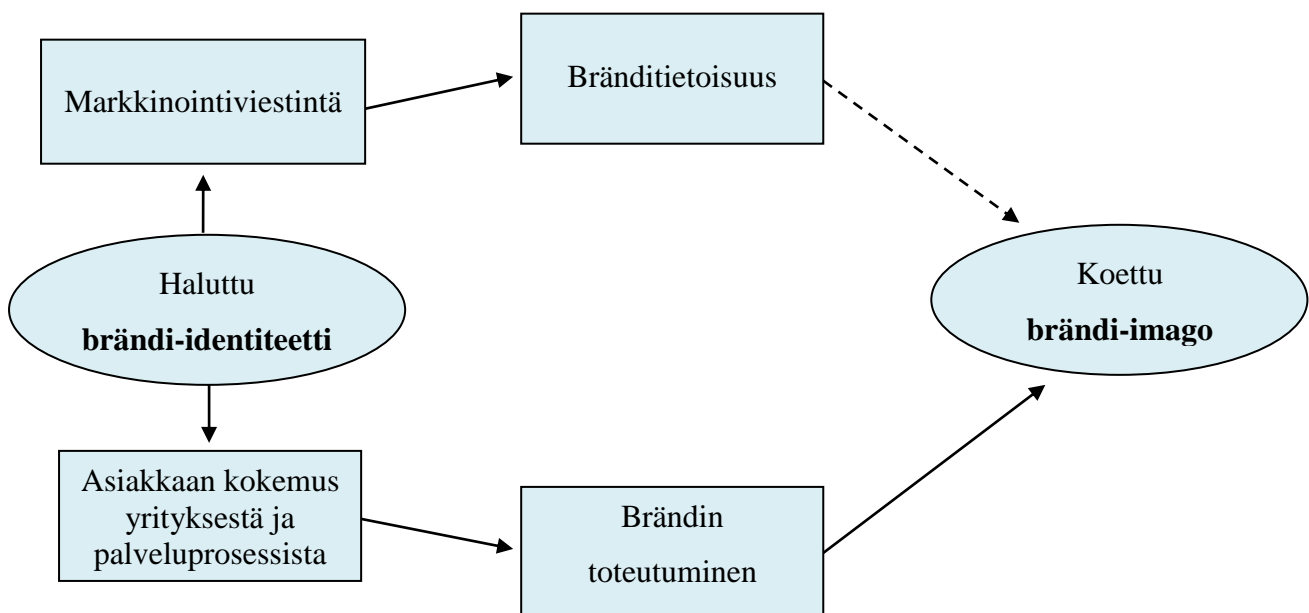 Markkinointiviestintä
Bränditietoisuus
Haluttu
brändi-identiteetti
Koettu
brändi-imago
Asiakkaan kokemus
yrityksestä ja
palveluprosessista
Brändin
toteutuminen